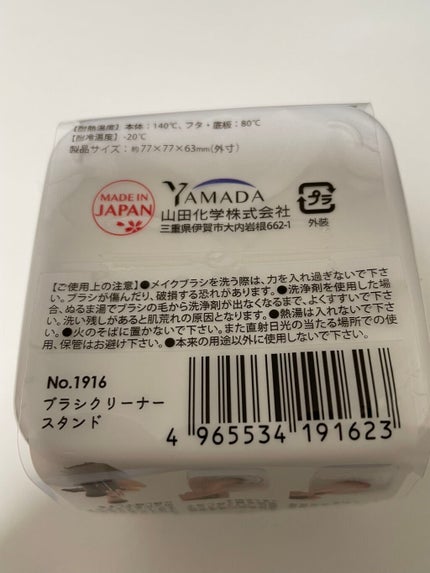 【耐熱温度】本体：140℃、フタ・底板：80℃
【耐冷温度】-20℃
製品サイズ：約77×77×63mm(外寸)
MADE IN
JAPAN
YAMADA
山田化学株式会社
三重県伊賀市大内岩根662-1
プラ
外装
【ご使用上の注意】●メイクブラシを洗う際は、力を入れ過ぎないで下さ
い。ブラシが傷んだり、破損する恐れがあります。●洗浄剤を使用した場
合、ぬるま湯でブラシの毛から洗浄剤が出なくなるまで、よくすすいで下さ
い。洗い残しがあると肌荒れの原因となります。●熱湯は入れないで下さ
い。●火のそばに置かないで下さい。また直射日光の当たる場所での使
用、保管はお避け下さい。●本来の用途以外に使用しないで下さい。
No.1916
ブラシクリーナー
スタンド
4 965534 191623